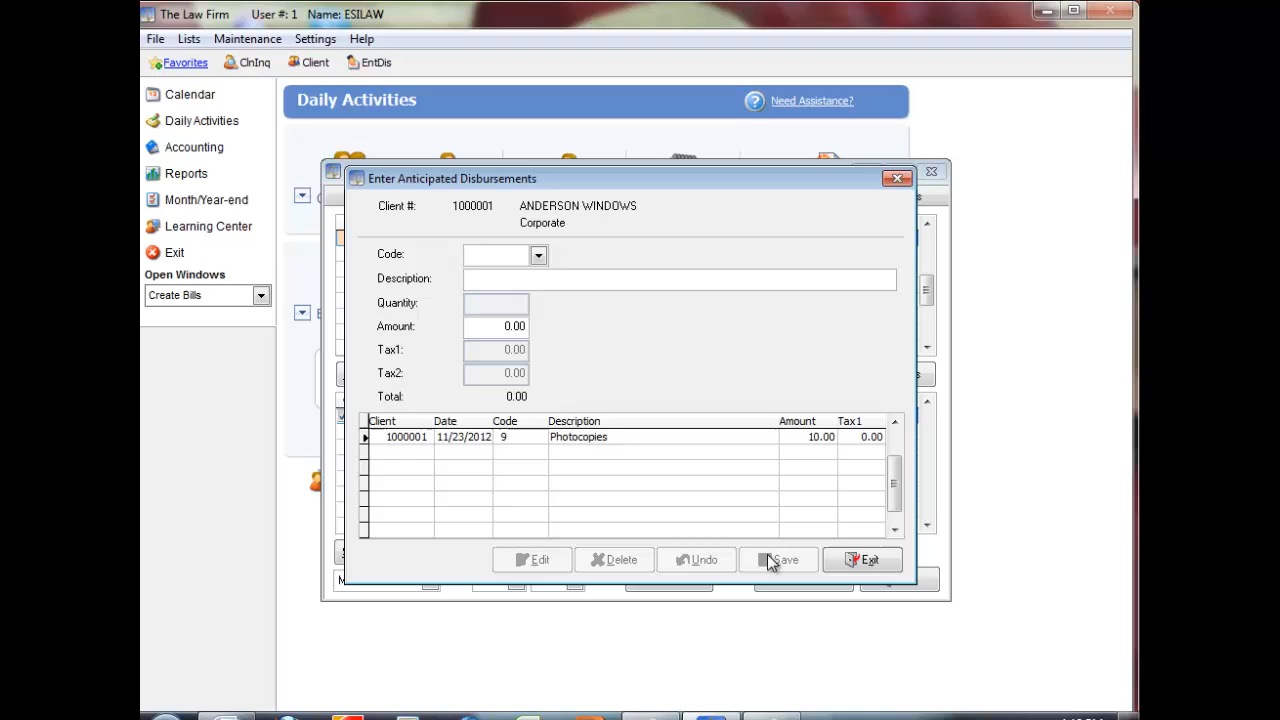 The Law Firm User #: 1 Name: ESILAW
File Lists Maintenance Settings Help
Favorites ClnInq Client EntDis
Calendar
Daily Activities
Accounting
Reports
Month/Year-end
Learning Center
Exit
Open Windows
Create Bills
Daily Activities
Need Assistance?
Enter Anticipated Disbursements
Client #: 1000001 ANDERSON WINDOWS
Corporate
Code:
Description:
Quantity:
Amount: 0.00
Tax1: 0.00
Tax2: 0.00
Total: 0.00
Client Date Code Description Amount Tax1
1000001 11/23/2012 9 Photocopies 10.00 0.00
Edit Delete Undo Save Exit